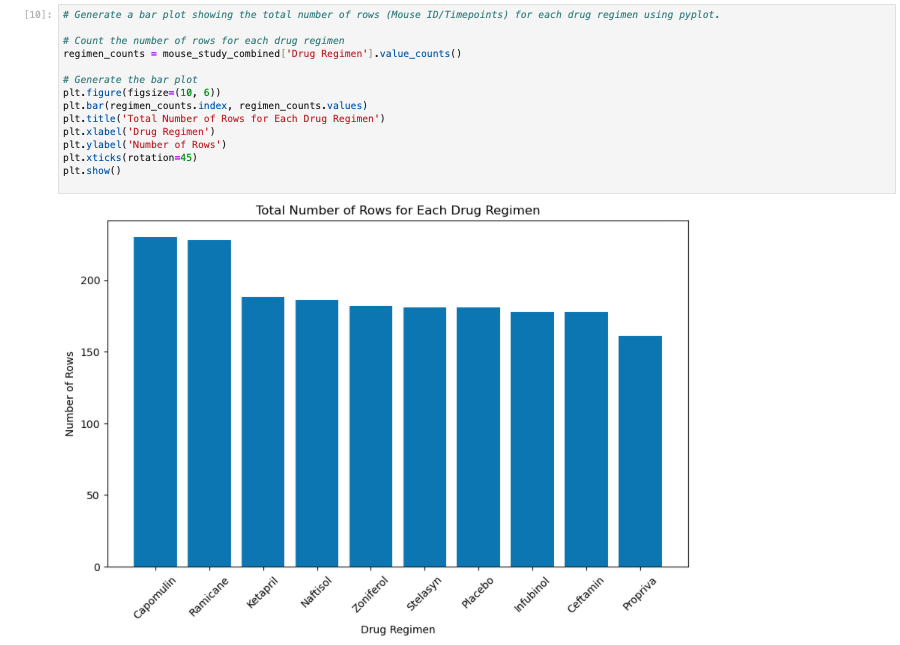 [10]: # Generate a bar plot showing the total number of rows (Mouse ID/Timepoints) for each drug regimen using pyplot.
# Count the number of rows for each drug regimen
regimen_counts = mouse_study_combined['Drug Regimen'].value_counts()
# Generate the bar plot
plt.figure(figsize=(10, 6))
plt.bar(regimen_counts.index, regimen_counts.values)
plt.title('Total Number of Rows for Each Drug Regimen')
plt.xlabel('Drug Regimen')
plt.ylabel('Number of Rows')
plt.xticks(rotation=45)
plt.show()
Total Number of Rows for Each Drug Regimen
Number of Rows
200
150
100
50
0
Capomulin
Ramicane
Ketapril
Naftisol
Zoniferol
Stelasyn
Placebo
Infubinol
Ceftamin
Propriva
Drug Regimen